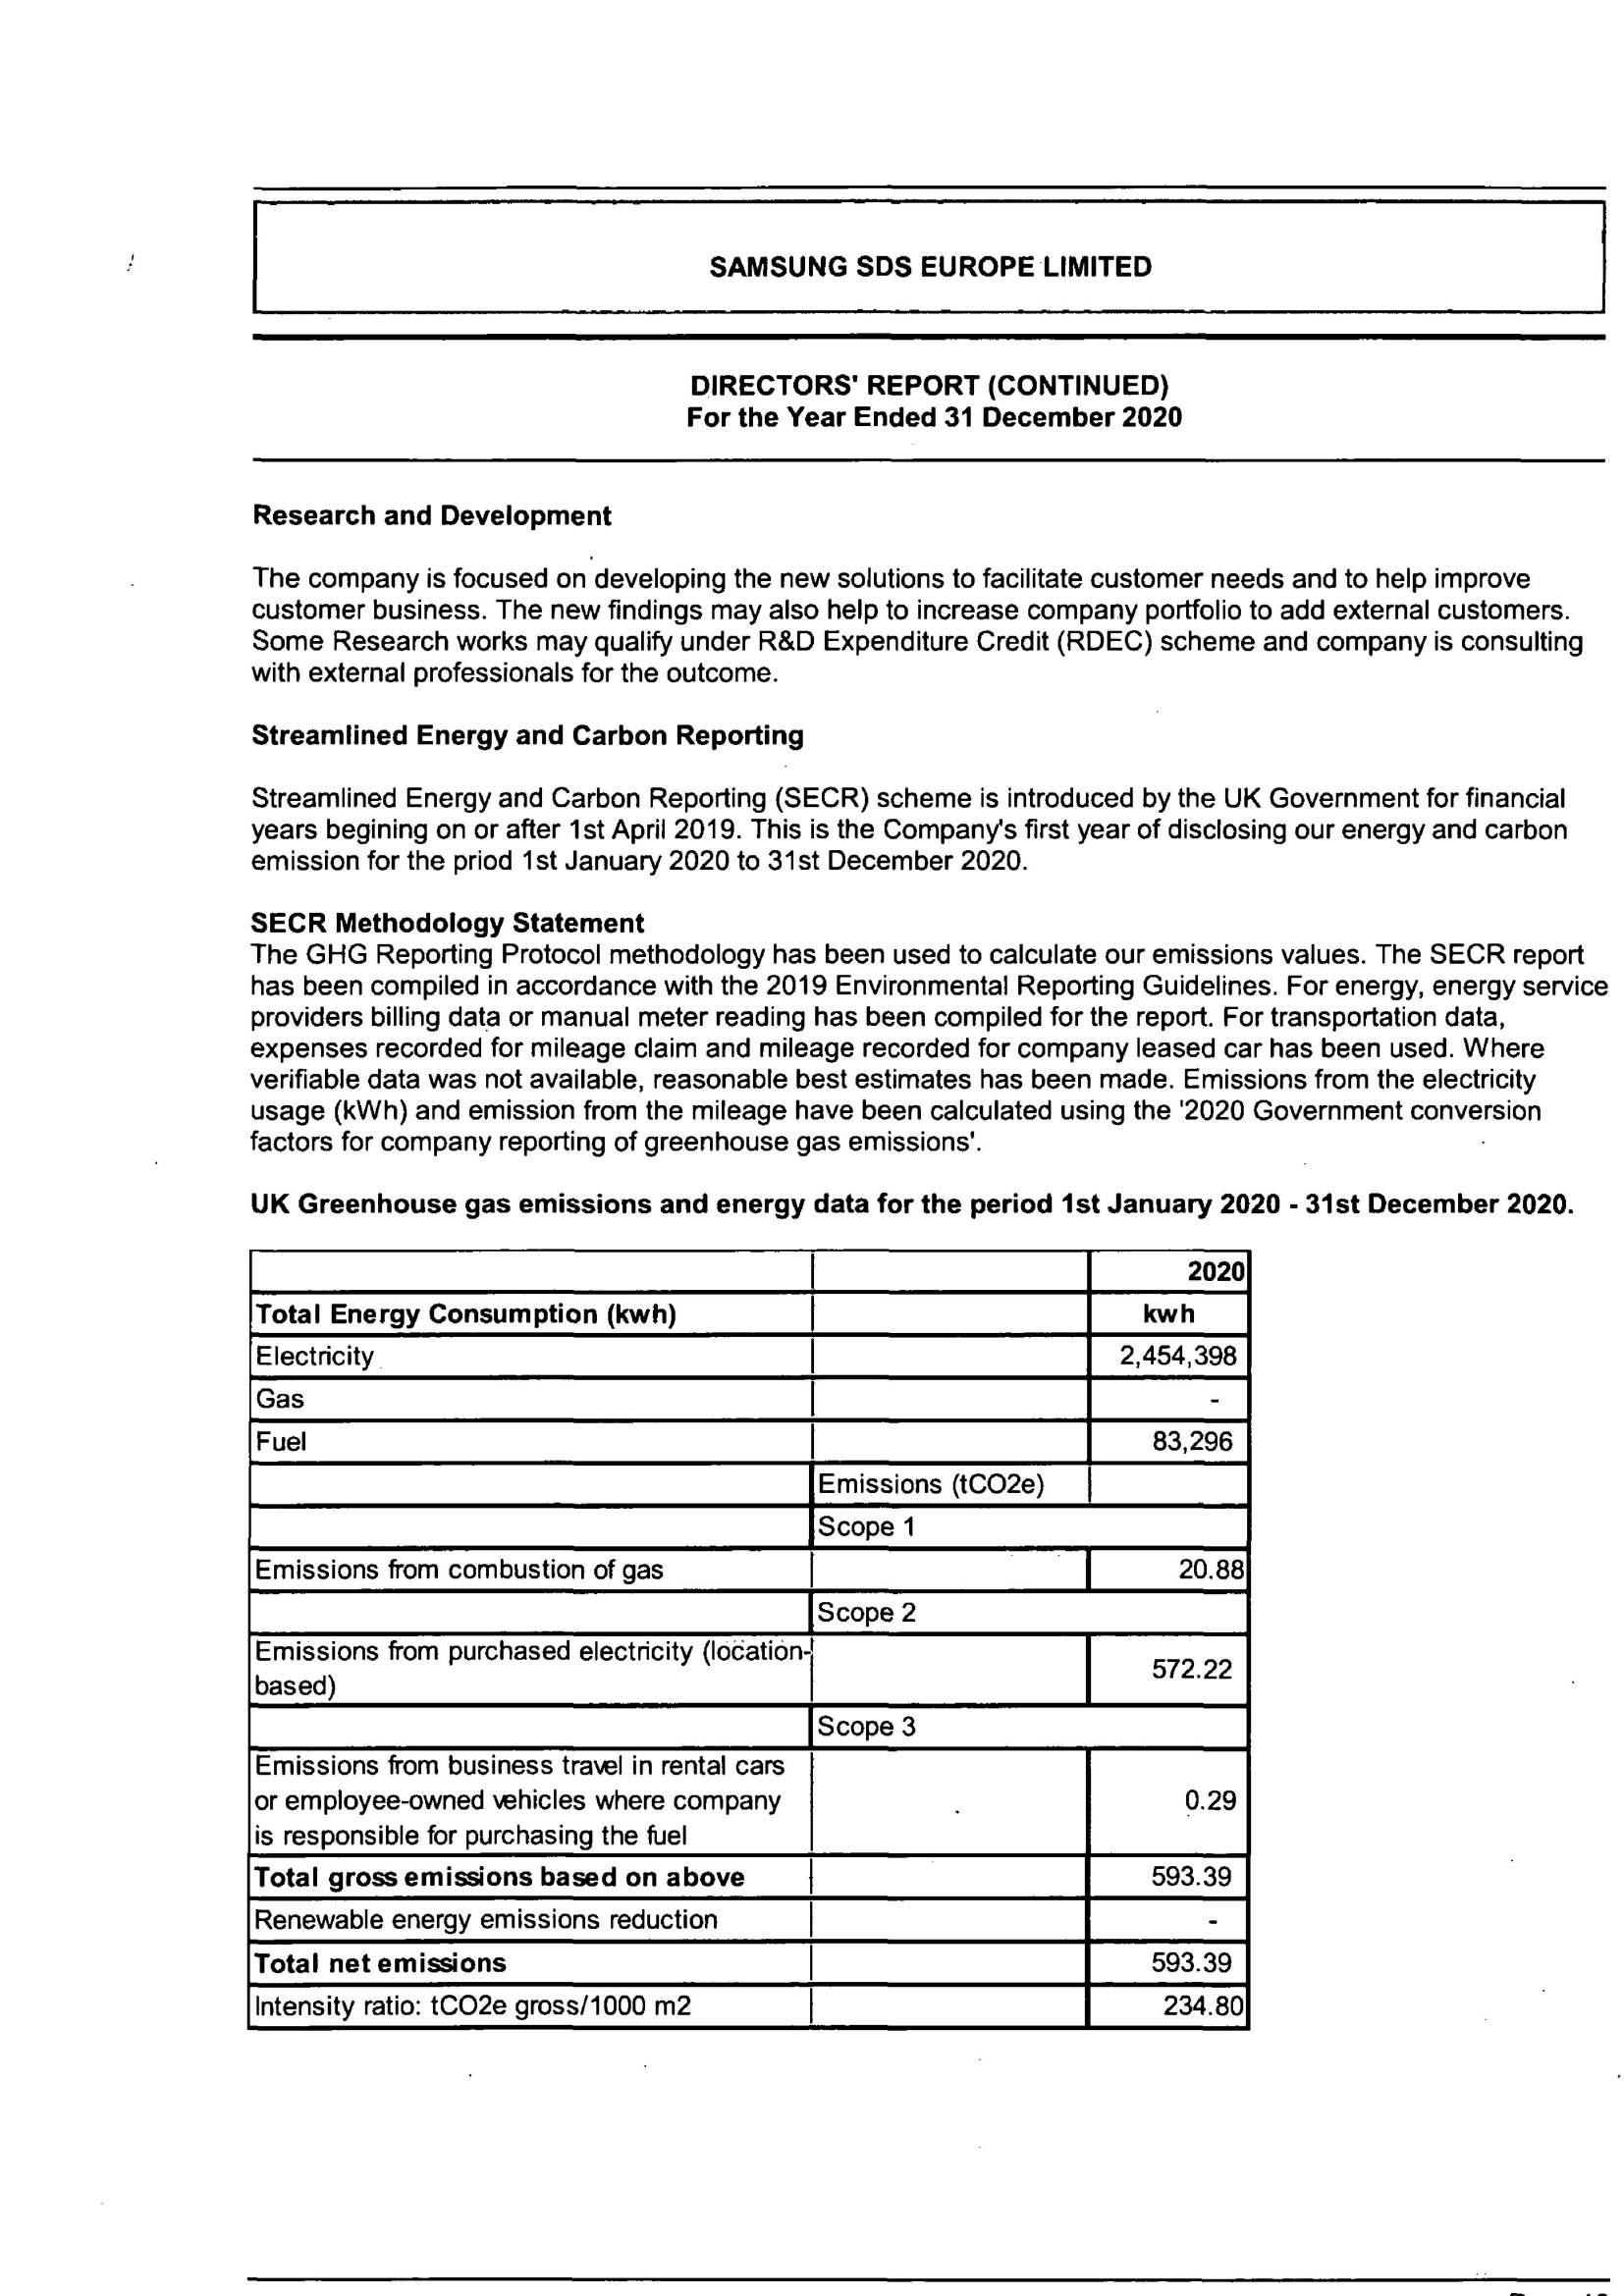 SAMSUNG SDS EUROPE LIMITED
DIRECTORS' REPORT (CONTINUED)
For the Year Ended 31 December 2020
Research and Development
The company is focused on developing the new solutions to facilitate customer needs and to help improve
customer business. The new findings may also help to increase company portfolio to add external customers.
Some Research works may qualify under R&D Expenditure Credit (RDEC) scheme and company is consulting
with external professionals for the outcome.
Streamlined Energy and Carbon Reporting
Streamlined Energy and Carbon Reporting (SECR) scheme is introduced by the UK Government for financial
years begining on or after 1st April 2019. This is the Company's first year of disclosing our energy and carbon
emission for the priod 1st January 2020 to 31st December 2020.
SECR Methodology Statement
The GHG Reporting Protocol methodology has been used to calculate our emissions values. The SECR report
has been compiled in accordance with the 2019 Environmental Reporting Guidelines. For energy, energy service
providers billing data or manual meter reading has been compiled for the report. For transportation data,
expenses recorded for mileage claim and mileage recorded for company leased car has been used. Where
verifiable data was not available, reasonable best estimates has been made. Emissions from the electricity
usage (kWh) and emission from the mileage have been calculated using the '2020 Government conversion
factors for company reporting of greenhouse gas emissions'.
UK Greenhouse gas emissions and energy data for the period 1st January 2020 - 31st December 2020.
2020
Total Energy Consumption (kwh) kwh
Electricity 2,454,398
Gas -
Fuel 83,296
Emissions (tCO2e)
Scope 1
Emissions from combustion of gas 20.88
Scope 2
Emissions from purchased electricity (location-
based) 572.22
Scope 3
Emissions from business travel in rental cars
or employee-owned vehicles where company 0.29
is responsible for purchasing the fuel
Total gross emissions based on above 593.39
Renewable energy emissions reduction -
Total net emissions 593.39
Intensity ratio: tCO2e gross/1000 m2 234.80